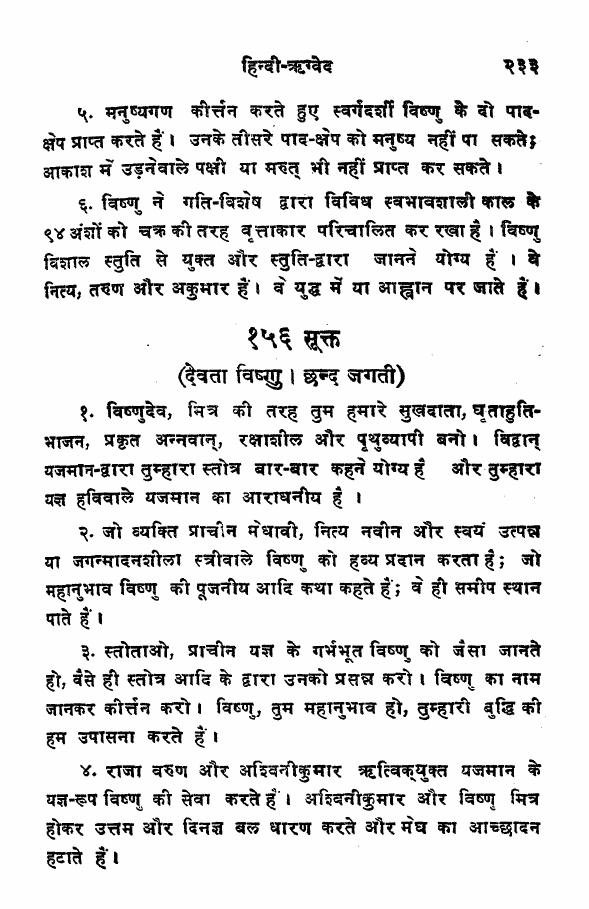 हिन्दी-ऋग्वेद २३३
५. मनुष्यगण कीर्त्तन करते हुए स्वर्गदर्शी विष्णु के दो पाद-
क्षेप प्राप्त करते हैं। उनके तीसरे पाद-क्षेप को मनुष्य नहीं पा सकते;
आकाश में उड़नेवाले पक्षी या मरुत् भी नहीं प्राप्त कर सकते।
६. विष्णु ने गति-विशेष द्वारा विविध स्वभावशाली काल के
९४ अंशों को चक्र की तरह वृत्ताकार परिचालित कर रखा है। विष्णु
विशाल स्तुति से युक्त और स्तुति-द्वारा जानने योग्य हैं । वे
नित्य, तरुण और अकुमार हैं। वे युद्ध में या आह्वान पर जाते हैं।
१५६ सूक्त
(देवता विष्णु । छन्द जगती)
१. विष्णुदेव, मित्र की तरह तुम हमारे सुखदाता, घृताहुति-
भाजन, प्रकृत अन्नवान्, रक्षाशील और पृथुव्यापी बनो। विद्वान्
यजमान-द्वारा तुम्हारा स्तोत्र बार-बार कहने योग्य है और तुम्हारा
यज्ञ हविवाले यजमान का आराधनीय है ।
२. जो व्यक्ति प्राचीन मेधावी, नित्य नवीन और स्वयं उत्पन्न
या जगन्मादनशीला स्त्रीवाले विष्णु को हव्य प्रदान करता है; जो
महानुभाव विष्णु की पूजनीय आदि कथा कहते हैं; वे ही समीप स्थान
पाते हैं।
३. स्तोताओ, प्राचीन यज्ञ के गर्भभूत विष्णु को जैसा जानते
हो, वैसे ही स्तोत्र आदि के द्वारा उनको प्रसन्न करो। विष्णु का नाम
जानकर कीर्त्तन करो। विष्णु, तुम महानुभाव हो, तुम्हारी बुद्धि की
हम उपासना करते हैं।
४. राजा वरुण और अश्विनीकुमार ऋत्विक्‌युक्त यजमान के
यज्ञ-रूप विष्णु की सेवा करते हैं। अश्विनीकुमार और विष्णु मित्र
होकर उत्तम और दिनज्ञ बल धारण करते और मेघ का आच्छादन
हटाते हैं।